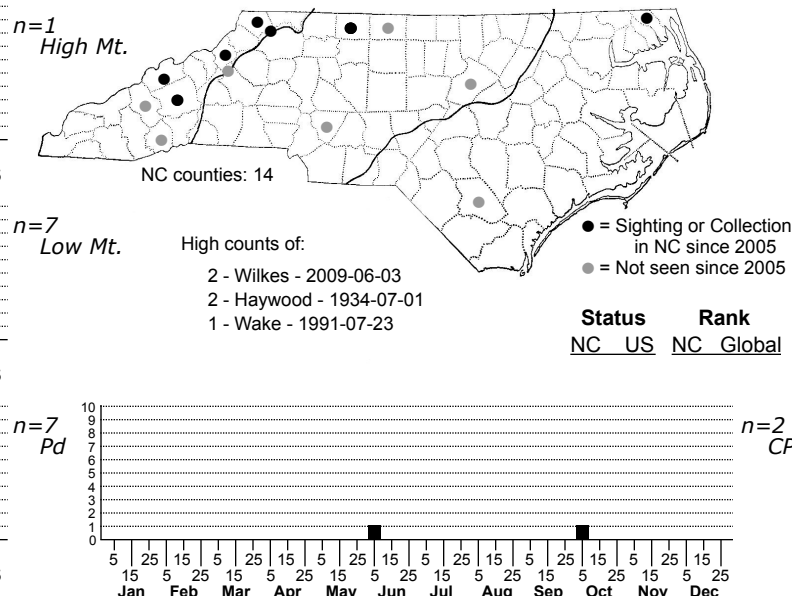 n=1
High Mt.
NC counties: 14
n=7
Low Mt.
High counts of:
2 - Wilkes - 2009-06-03
2 - Haywood - 1934-07-01
1 - Wake - 1991-07-23
● = Sighting or Collection
in NC since 2005
● = Not seen since 2005
Status Rank
NC US NC Global
n=7
Pd
n=2
CP
10
9
8
7
6
5
4
3
2
1
0
5 25 15 5 25 15 5 25 15 5 25 15 5 25 15 5 25 15
15 5 25 15 5 25 15 5 25 15 5 25 15 5 25 15 5 25
Jan Feb Mar Apr May Jun Jul Aug Sep Oct Nov Dec